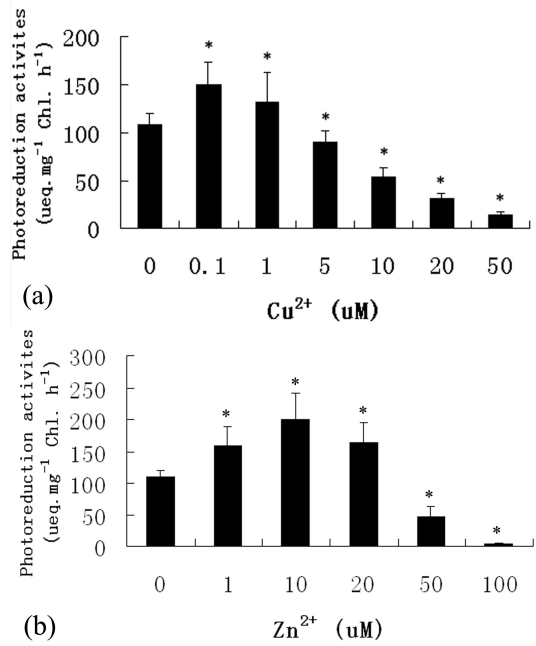 Photoreduction activites
(ueq.mg⁻¹ Chl. h⁻¹)
200
150
100
50
0
* * * * * *
0 0.1 1 5 10 20 50
(a)
Cu²⁺ (uM)
Photoreduction activites
(ueq.mg⁻¹ Chl. h⁻¹)
300
250
200
150
100
50
0
* * * * *
0 1 10 20 50 100
(b)
Zn²⁺ (uM)